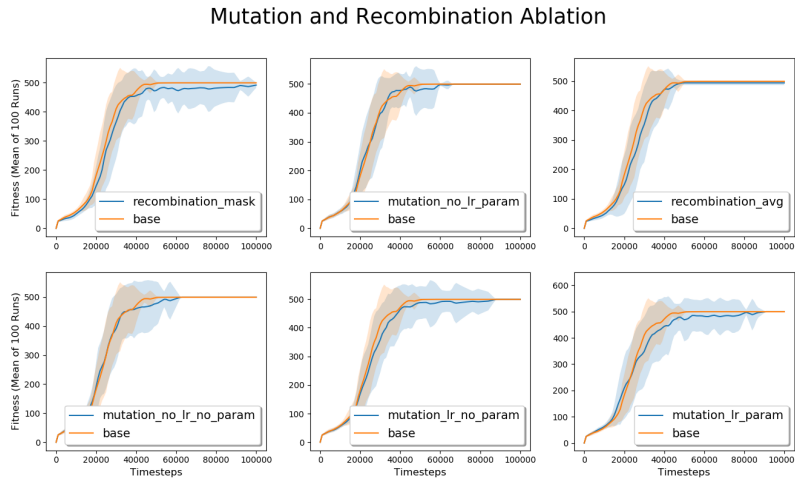 Mutation and Recombination Ablation
Fitness (Mean of 100 Runs)
500
400
300
200
100
0
recombination_mask
base
0 20000 40000 60000 80000 100000
500
400
300
200
100
0
mutation_no_lr_param
base
0 20000 40000 60000 80000 100000
500
400
300
200
100
0
recombination_avg
base
0 20000 40000 60000 80000 100000
Fitness (Mean of 100 Runs)
500
400
300
200
100
0
mutation_no_lr_no_param
base
0 20000 40000 60000 80000 100000
Timesteps
500
400
300
200
100
0
mutation_lr_no_param
base
0 20000 40000 60000 80000 100000
Timesteps
600
500
400
300
200
100
0
mutation_lr_param
base
0 20000 40000 60000 80000 100000
Timesteps